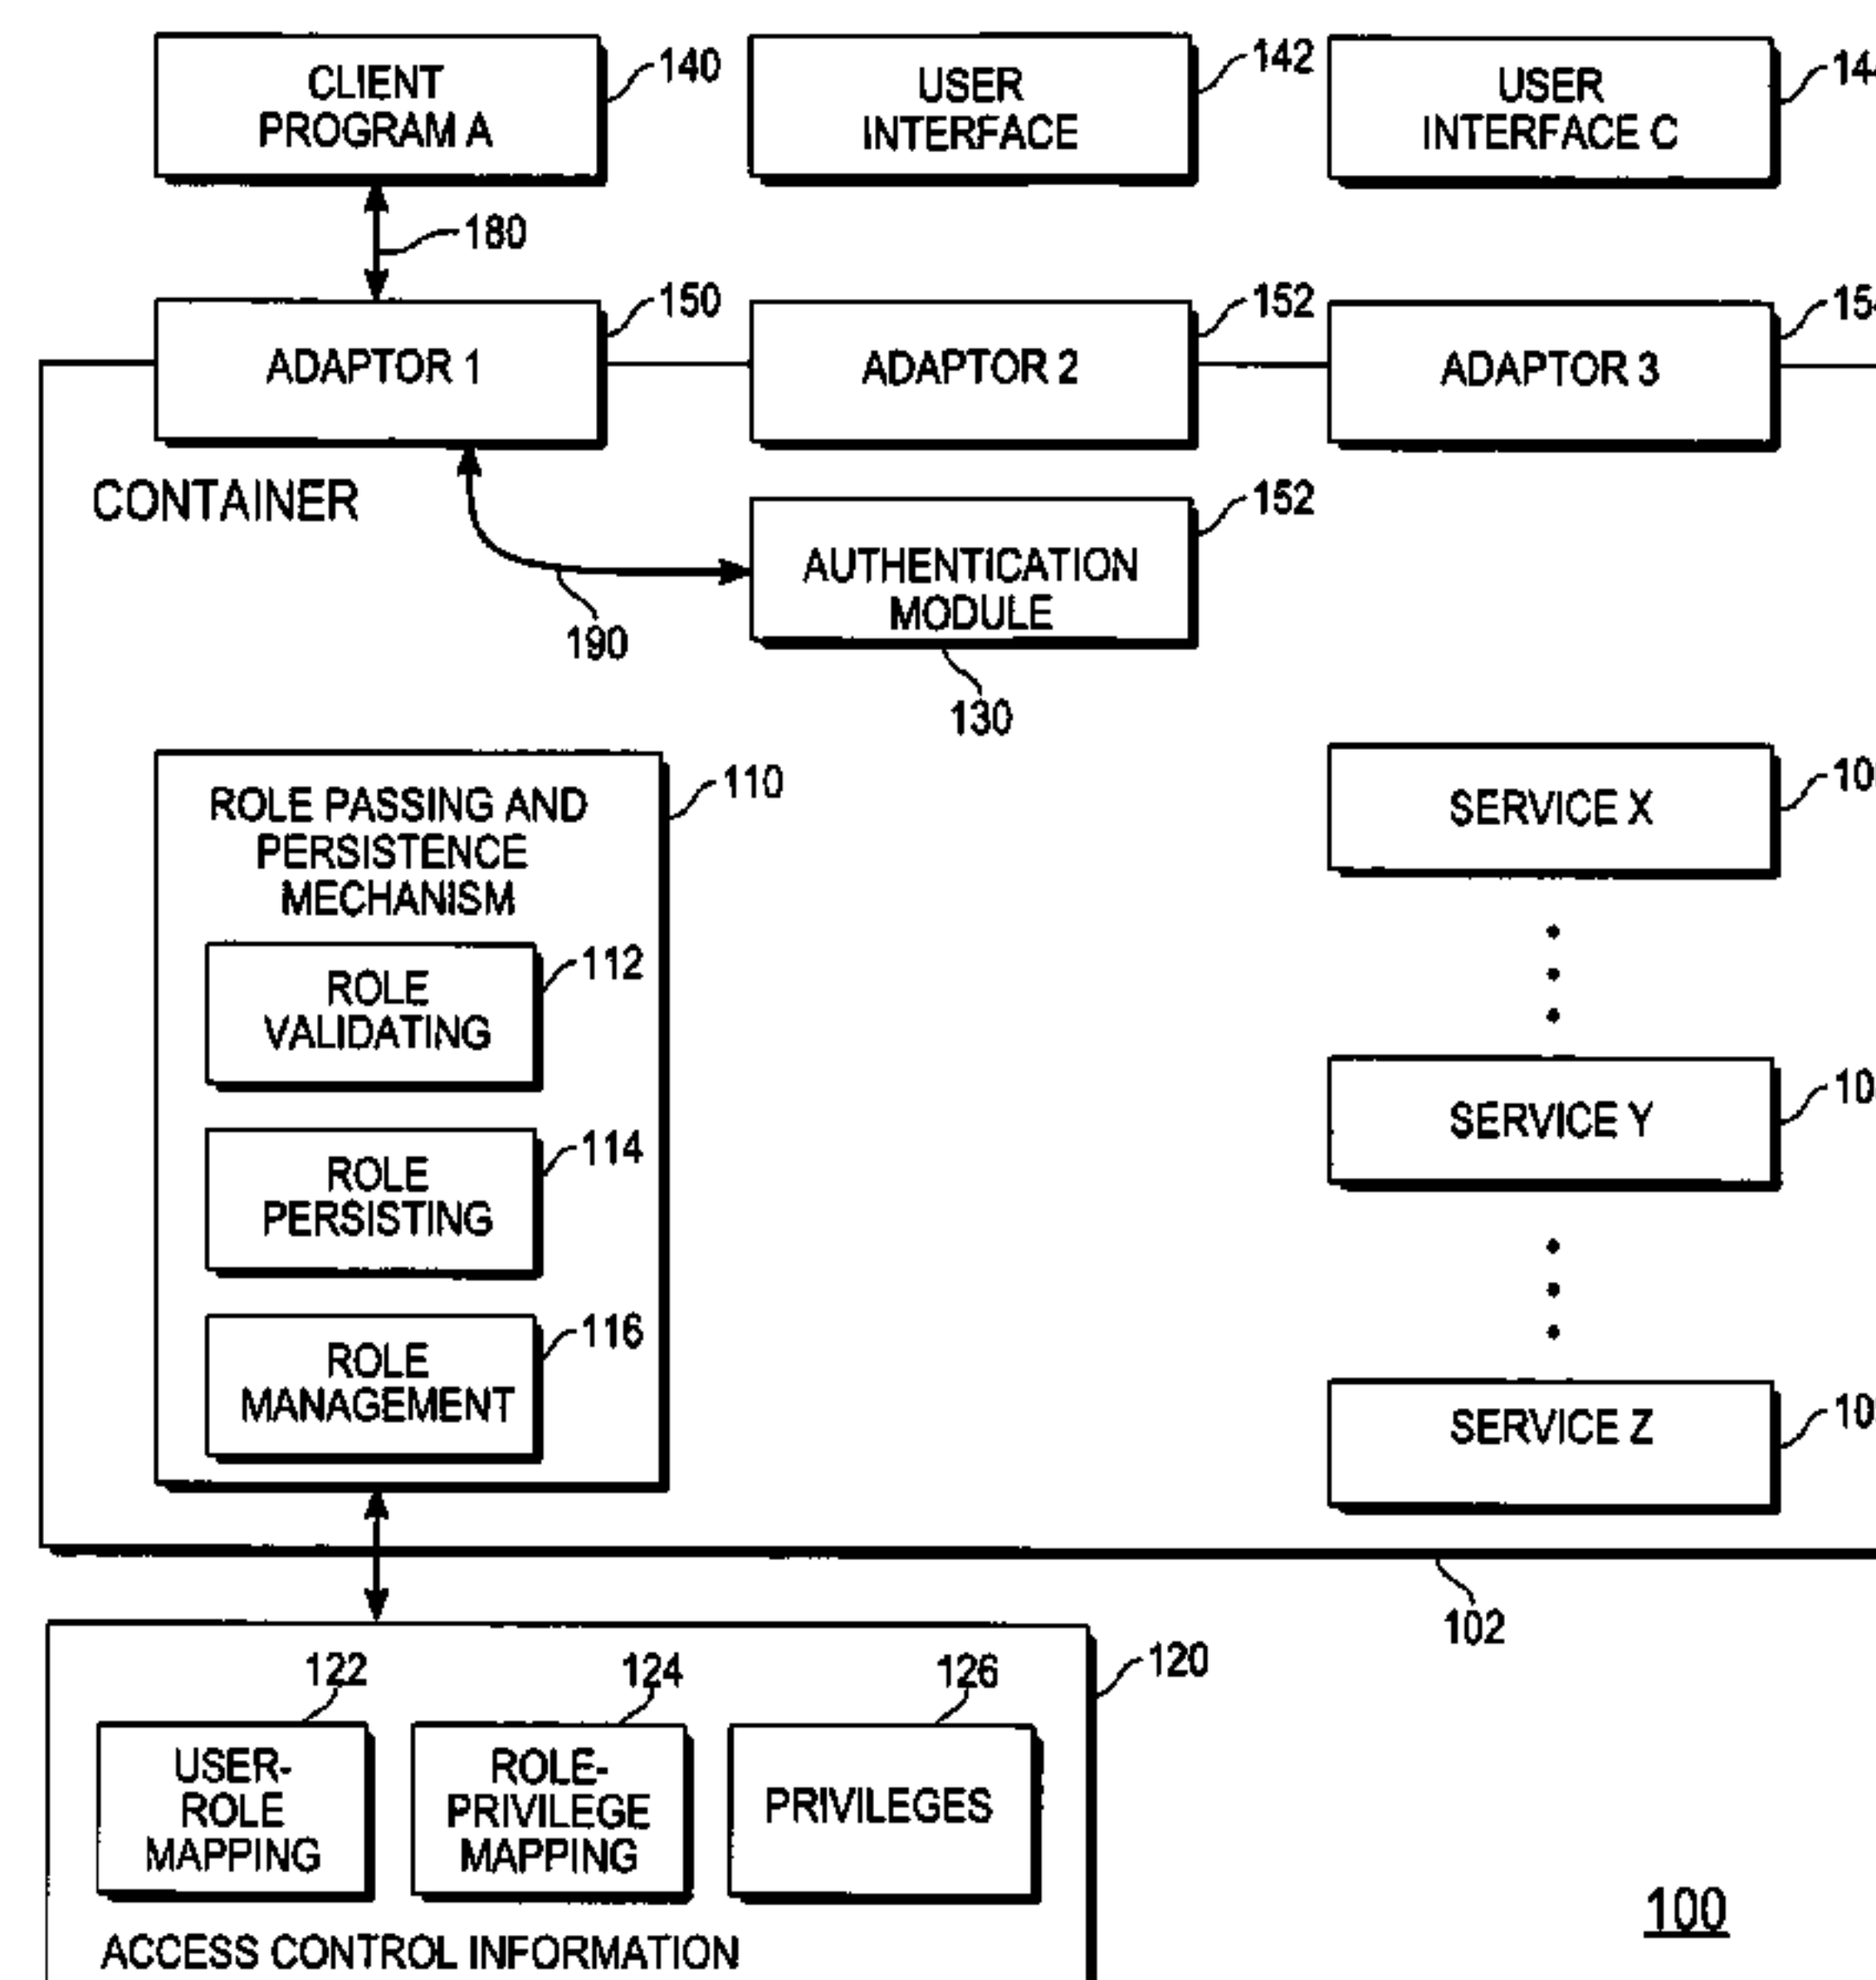 CLIENT
PROGRAM A
140
USER
INTERFACE
142
USER
INTERFACE C
180
ADAPTOR 1
150
ADAPTOR 2
152
ADAPTOR 3
CONTAINER
190
AUTHENTICATION
MODULE
152
130
ROLE PASSING AND
PERSISTENCE
MECHANISM
110
ROLE
VALIDATING
112
ROLE
PERSISTING
114
ROLE
MANAGEMENT
116
SERVICE X
10
SERVICE Y
10
SERVICE Z
10
102
120
122
USER-
ROLE
MAPPING
124
ROLE-
PRIVILEGE
MAPPING
126
PRIVILEGES
ACCESS CONTROL INFORMATION
100